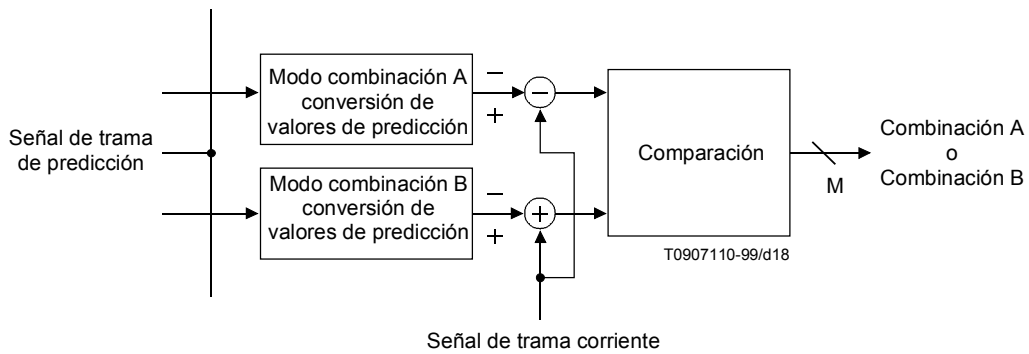 Señal de trama
de predicción
Modo combinación A
conversión de
valores de predicción
−
+
−
Modo combinación B
conversión de
valores de predicción
−
+
+
Comparación
M
Combinación A
o
Combinación B
T0907110-99/d18
Señal de trama corriente